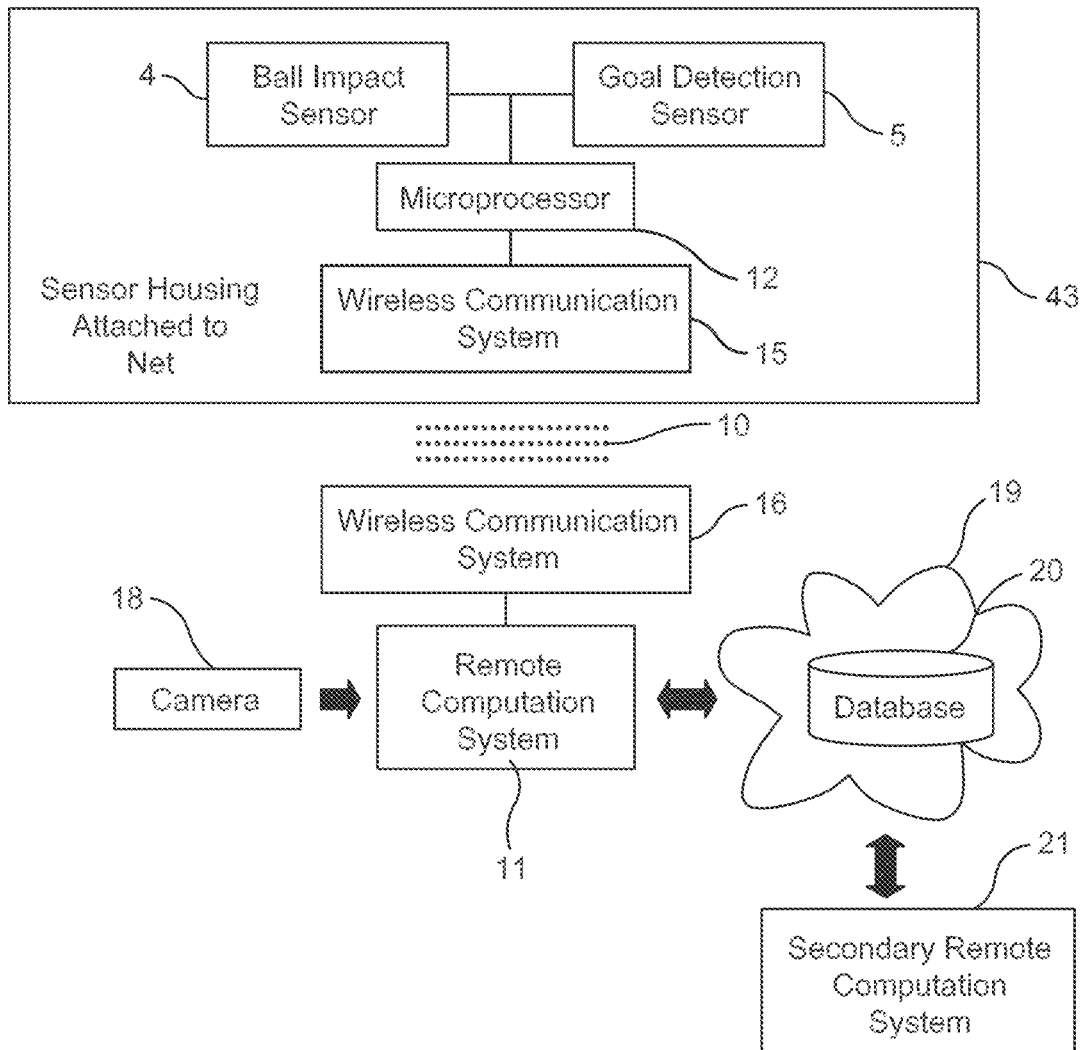 4
Ball Impact
Sensor
Goal Detection
Sensor
5
Microprocessor
12
43
Sensor Housing
Attached to
Net
Wireless Communication
System
15
10
Wireless Communication
System
16
19
20
18
Camera
Remote
Computation
System
Database
11
21
Secondary Remote
Computation
System